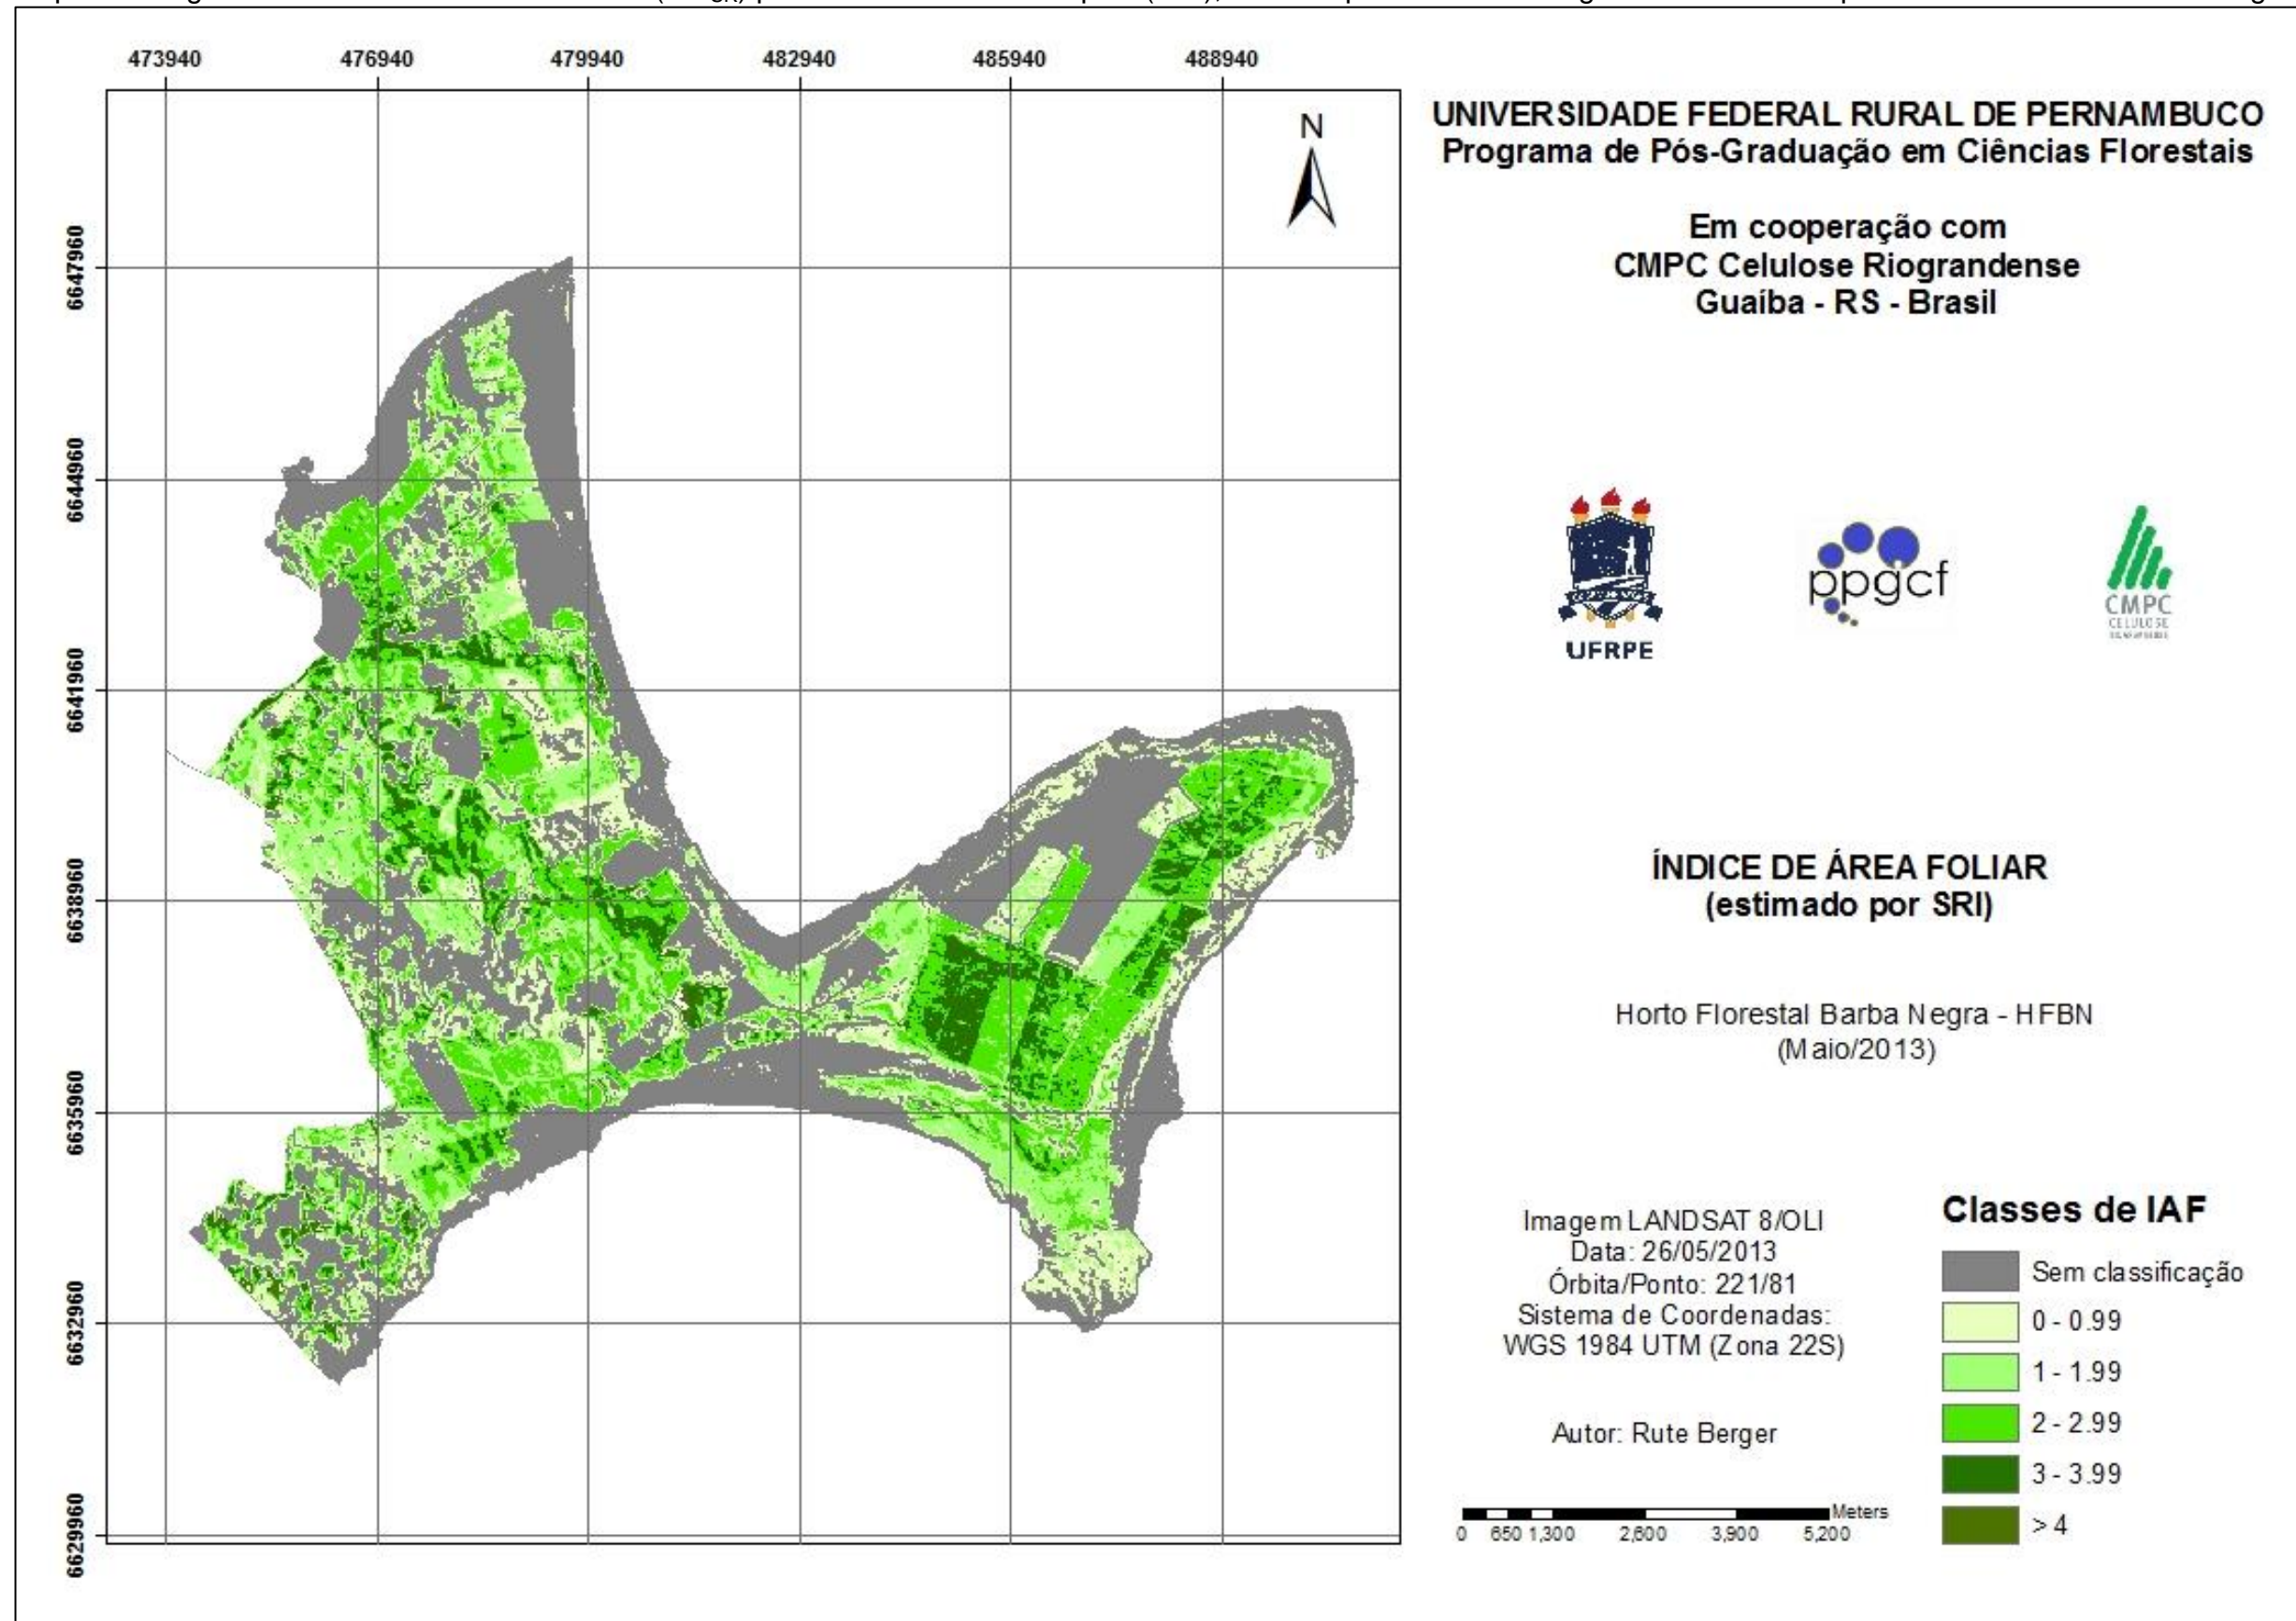 473940 476940 479940 482940 485940 488940
6647960
6644960
6641960
6638960
6635960
6632960
6629960
N
UNIVERSIDADE FEDERAL RURAL DE PERNAMBUCO
Programa de Pós-Graduação em Ciências Florestais
Em cooperação com
CMPC Celulose Riograndense
Guaíba - RS - Brasil
UFRPE
ppgcf
CMPC
CELULOSE
ÍNDICE DE ÁREA FOLIAR
(estimado por SRI)
Horto Florestal Barba Negra - HFBN
(Maio/2013)
Imagem LANDSAT 8/OLI
Data: 26/05/2013
Órbita/Ponto: 221/81
Sistema de Coordenadas:
WGS 1984 UTM (Zona 22S)
Autor: Rute Berger
Meters
0 650 1,300 2,600 3,900 5,200
Classes de IAF
Sem classificação
0 - 0.99
1 - 1.99
2 - 2.99
3 - 3.99
> 4